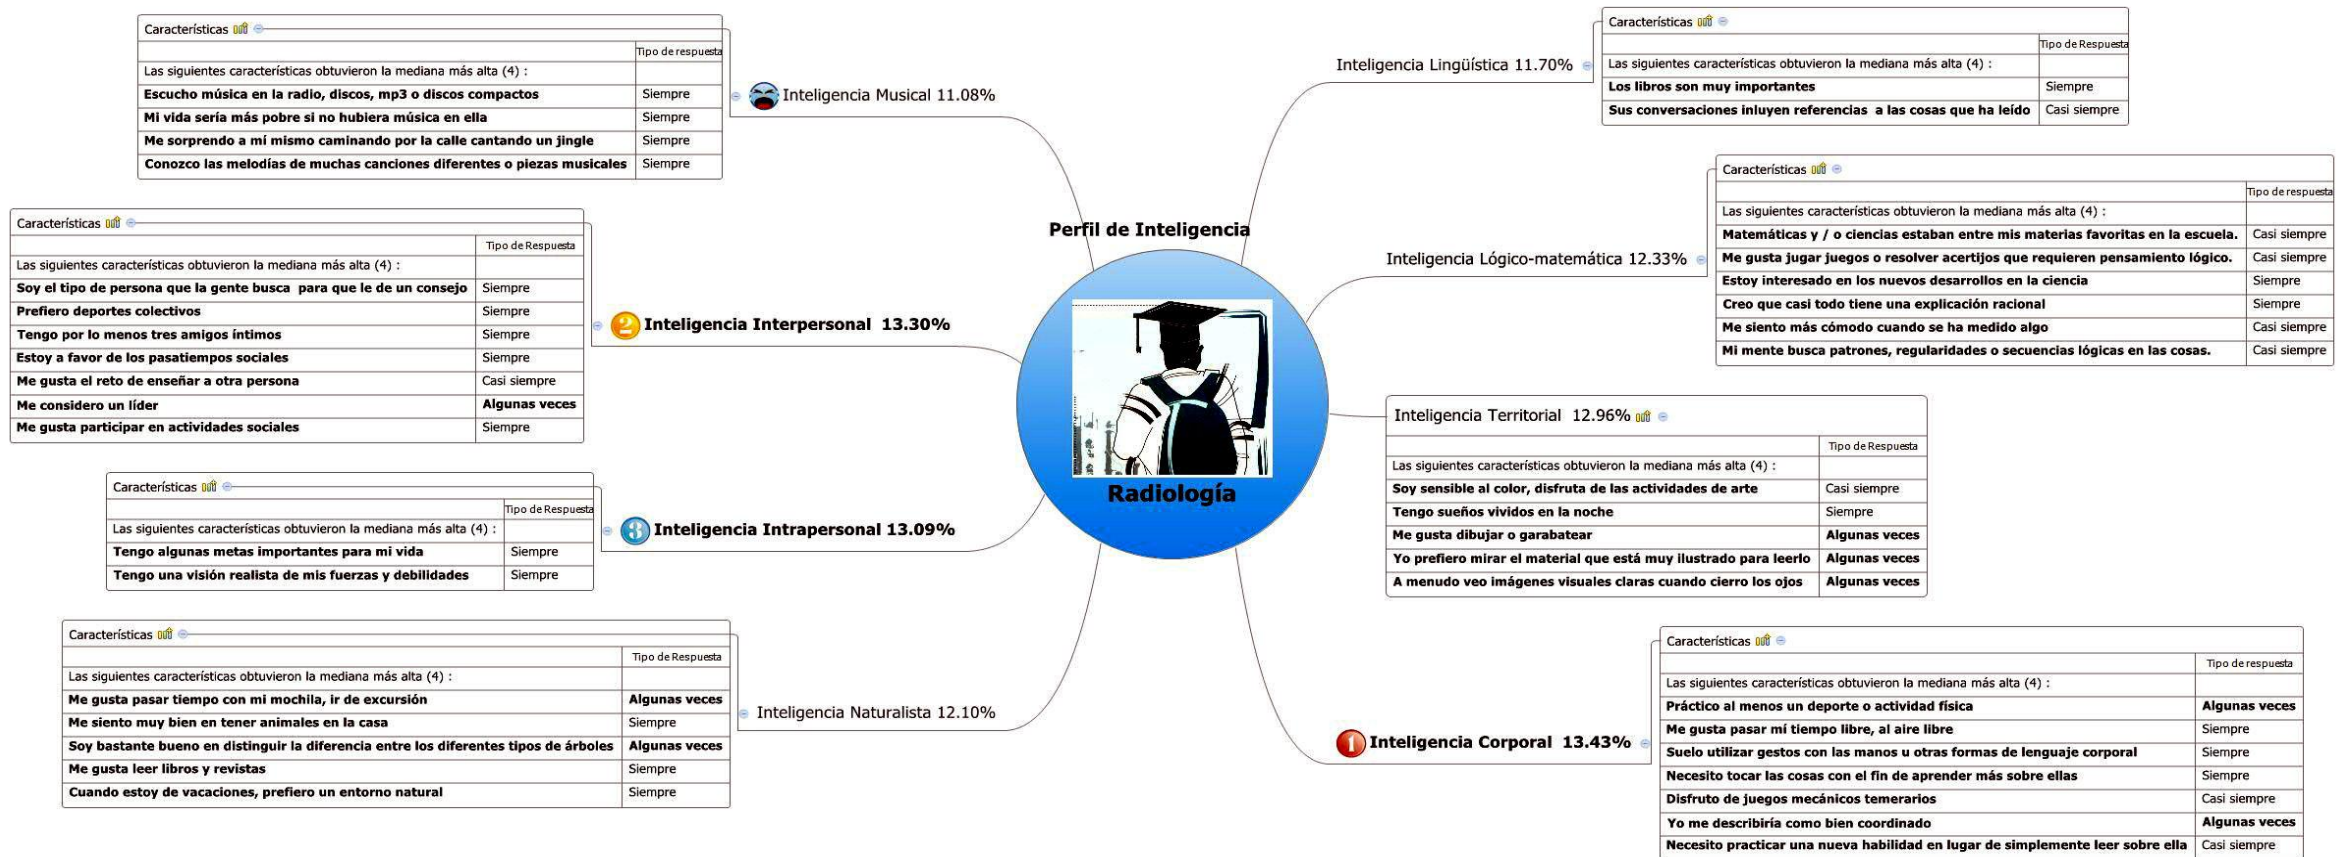 Características
Tipo de respuesta
Las siguientes características obtuvieron la mediana más alta (4) :
Escucho música en la radio, discos, mp3 o discos compactos Siempre
Mi vida sería más pobre si no hubiera música en ella Siempre
Me sorprendo a mí mismo caminando por la calle cantando un jingle Siempre
Conozco las melodías de muchas canciones diferentes o piezas musicales Siempre
Inteligencia Musical 11.08%
Características
Tipo de Respuesta
Las siguientes características obtuvieron la mediana más alta (4) :
Soy el tipo de persona que la gente busca para que le de un consejo Siempre
Prefiero deportes colectivos Siempre
Tengo por lo menos tres amigos íntimos Siempre
Estoy a favor de los pasatiempos sociales Siempre
Me gusta el reto de enseñar a otra persona Casi siempre
Me considero un líder Algunas veces
Me gusta participar en actividades sociales Siempre
2 Inteligencia Interpersonal 13.30%
Características
Tipo de Respuesta
Las siguientes características obtuvieron la mediana más alta (4) :
Tengo algunas metas importantes para mi vida Siempre
Tengo una visión realista de mis fuerzas y debilidades Siempre
3 Inteligencia Intrapersonal 13.09%
Características
Tipo de Respuesta
Las siguientes características obtuvieron la mediana más alta (4) :
Me gusta pasar tiempo con mi mochila, ir de excursión Algunas veces
Me siento muy bien en tener animales en la casa Siempre
Soy bastante bueno en distinguir la diferencia entre los diferentes tipos de árboles Algunas veces
Me gusta leer libros y revistas Siempre
Cuando estoy de vacaciones, prefiero un entorno natural Siempre
Inteligencia Naturalista 12.10%
Perfil de Inteligencia
Radiología
Inteligencia Lingüística 11.70%
Características
Tipo de Respuesta
Las siguientes características obtuvieron la mediana más alta (4) :
Los libros son muy importantes Siempre
Sus conversaciones inluyen referencias a las cosas que ha leído Casi siempre
Inteligencia Lógico-matemática 12.33%
Características
Tipo de respuesta
Las siguientes características obtuvieron la mediana más alta (4) :
Matemáticas y / o ciencias estaban entre mis materias favoritas en la escuela. Casi siempre
Me gusta jugar juegos o resolver acertijos que requieren pensamiento lógico. Casi siempre
Estoy interesado en los nuevos desarrollos en la ciencia Siempre
Creo que casi todo tiene una explicación racional Siempre
Me siento más cómodo cuando se ha medido algo Casi siempre
Mi mente busca patrones, regularidades o secuencias lógicas en las cosas. Casi siempre
Inteligencia Territorial 12.96%
Tipo de Respuesta
Las siguientes características obtuvieron la mediana más alta (4) :
Soy sensible al color, disfruta de las actividades de arte Casi siempre
Tengo sueños vividos en la noche Siempre
Me gusta dibujar o garabatear Algunas veces
Yo prefiero mirar el material que está muy ilustrado para leerlo Algunas veces
A menudo veo imágenes visuales claras cuando cierro los ojos Algunas veces
1 Inteligencia Corporal 13.43%
Características
Tipo de respuesta
Las siguientes características obtuvieron la mediana más alta (4) :
Práctico al menos un deporte o actividad física Algunas veces
Me gusta pasar mí tiempo libre, al aire libre Siempre
Suelo utilizar gestos con las manos u otras formas de lenguaje corporal Siempre
Necesito tocar las cosas con el fin de aprender más sobre ellas Siempre
Disfruto de juegos mecánicos temerarios Casi siempre
Yo me describiría como bien coordinado Algunas veces
Necesito practicar una nueva habilidad en lugar de simplemente leer sobre ella Casi siempre